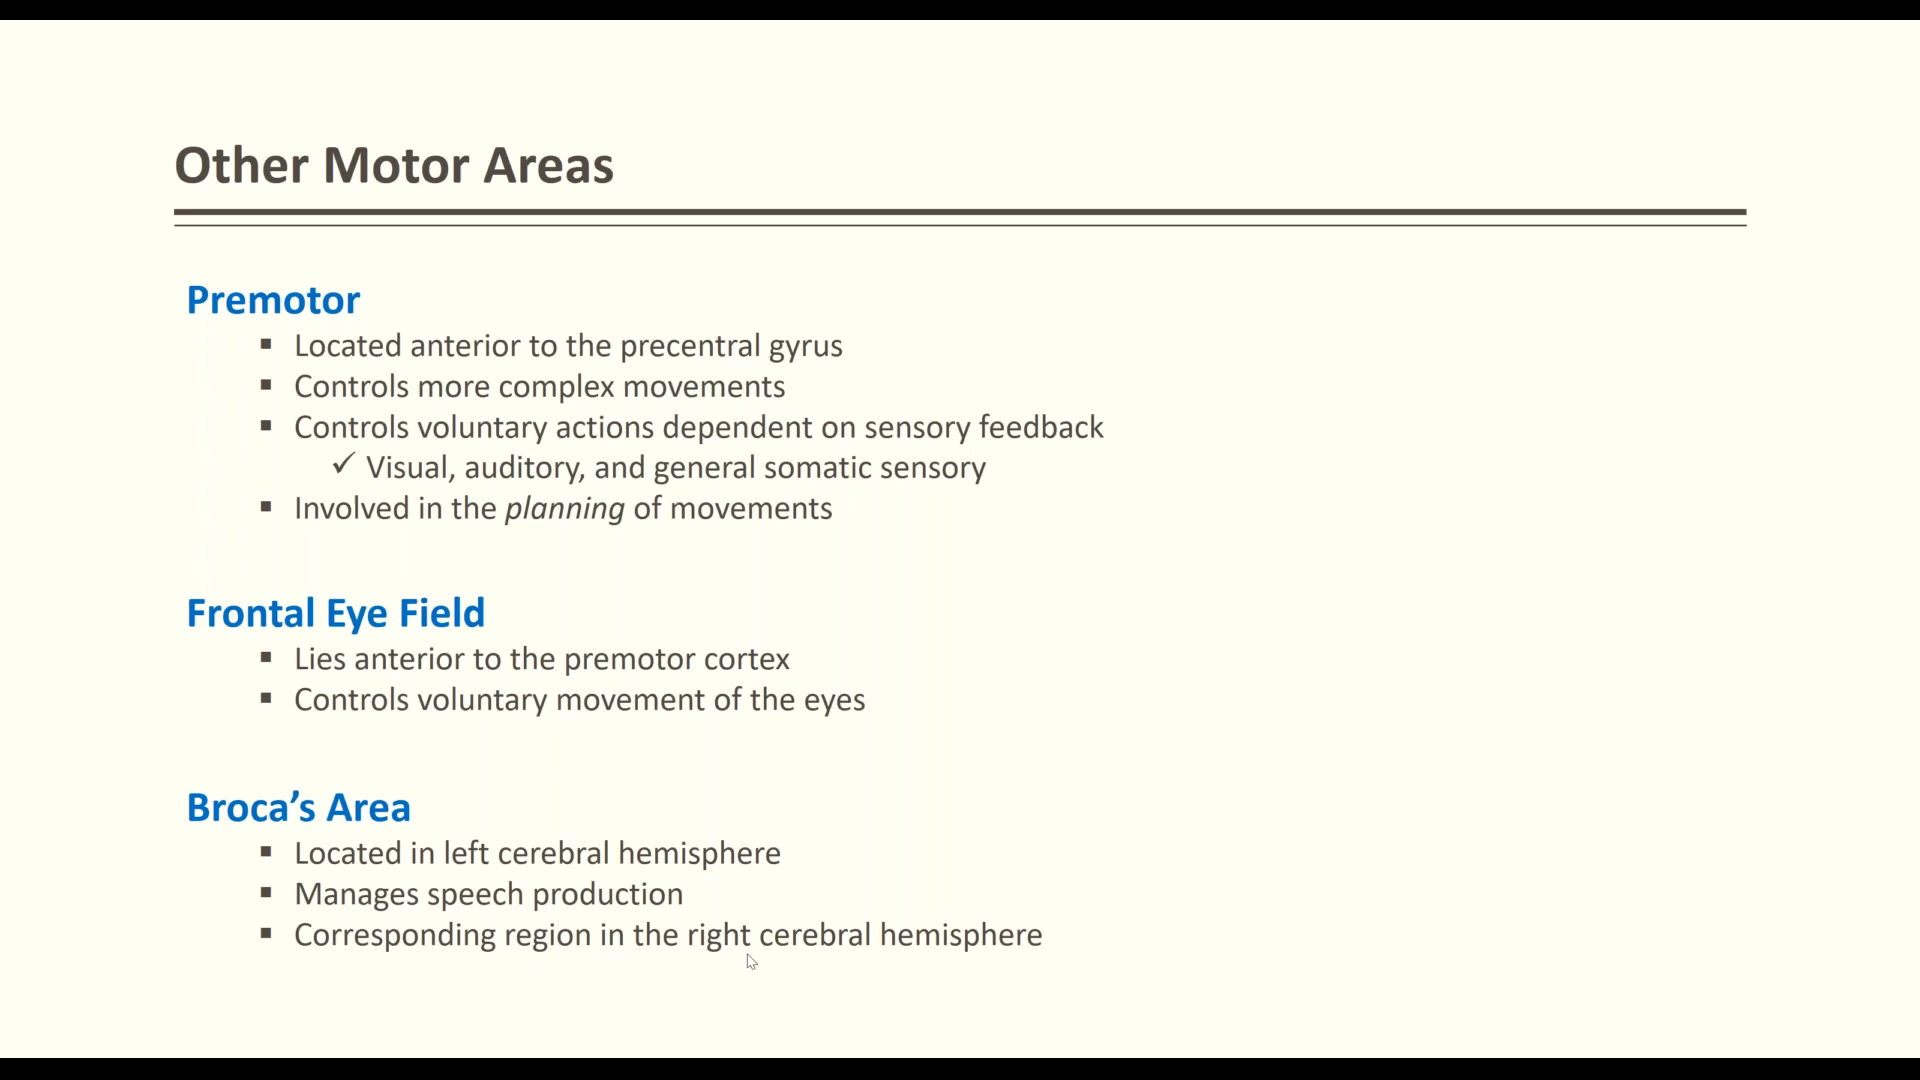 Other Motor Areas
Premotor
▪ Located anterior to the precentral gyrus
▪ Controls more complex movements
▪ Controls voluntary actions dependent on sensory feedback
✓ Visual, auditory, and general somatic sensory
▪ Involved in the planning of movements
Frontal Eye Field
▪ Lies anterior to the premotor cortex
▪ Controls voluntary movement of the eyes
Broca’s Area
▪ Located in left cerebral hemisphere
▪ Manages speech production
▪ Corresponding region in the right cerebral hemisphere